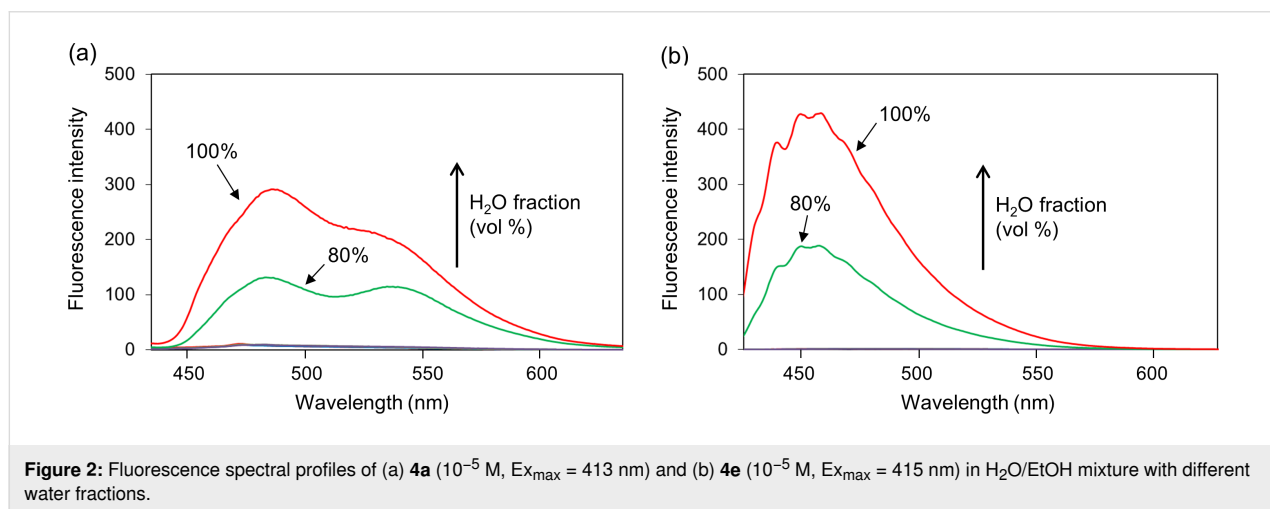 (a)
500
400
300
200
100
0
Fluorescence intensity
100%
80%
H₂O fraction
(vol %)
450
500
550
600
Wavelength (nm)
(b)
500
400
300
200
100
0
Fluorescence intensity
100%
80%
H₂O fraction
(vol %)
450
500
550
600
Wavelength (nm)
Figure 2: Fluorescence spectral profiles of (a) 4a (10⁻⁵ M, Exₘₐₓ = 413 nm) and (b) 4e (10⁻⁵ M, Exₘₐₓ = 415 nm) in H₂O/EtOH mixture with different
water fractions.